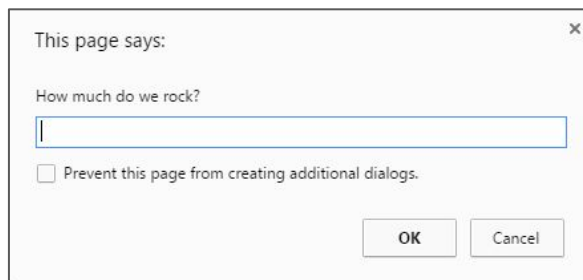 This page says:
How much do we rock?
Prevent this page from creating additional dialogs.
OK Cancel